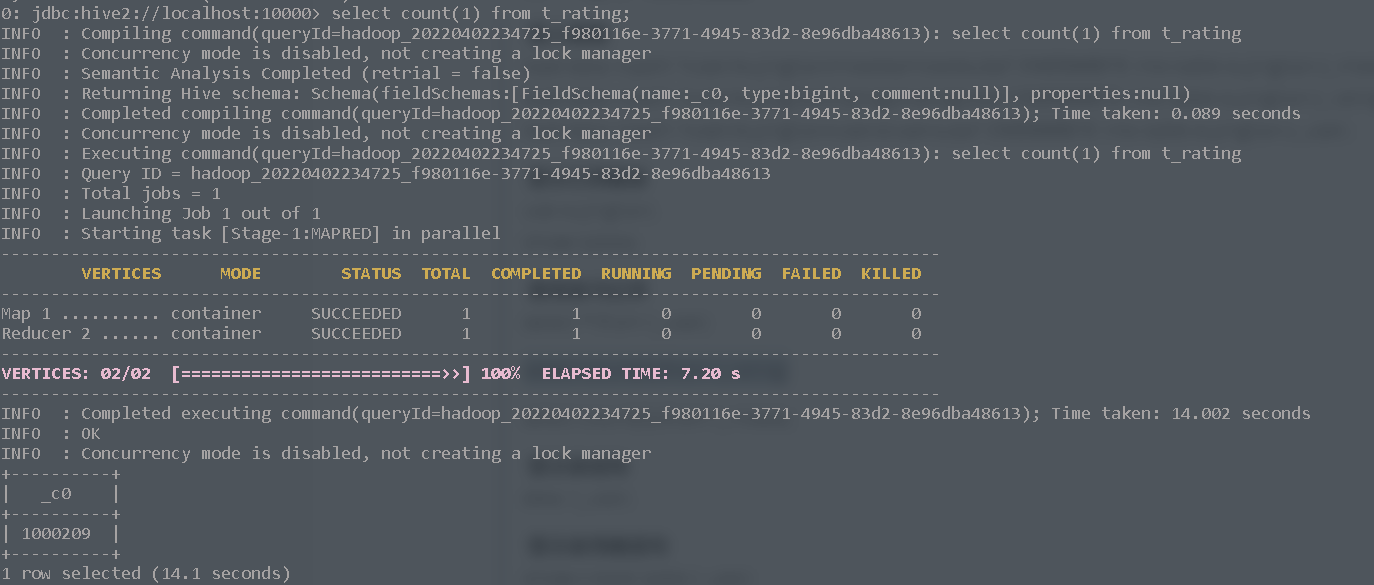 0: jdbc:hive2://localhost:10000> select count(1) from t_rating;
INFO  : Compiling command(queryId=hadoop_20220402234725_f980116e-3771-4945-83d2-8e96dba48613): select count(1) from t_rating
INFO  : Concurrency mode is disabled, not creating a lock manager
INFO  : Semantic Analysis Completed (retrial = false)
INFO  : Returning Hive schema: Schema(fieldSchemas:[FieldSchema(name:_c0, type:bigint, comment:null)], properties:null)
INFO  : Completed compiling command(queryId=hadoop_20220402234725_f980116e-3771-4945-83d2-8e96dba48613); Time taken: 0.089 seconds
INFO  : Concurrency mode is disabled, not creating a lock manager
INFO  : Executing command(queryId=hadoop_20220402234725_f980116e-3771-4945-83d2-8e96dba48613): select count(1) from t_rating
INFO  : Query ID = hadoop_20220402234725_f980116e-3771-4945-83d2-8e96dba48613
INFO  : Total jobs = 1
INFO  : Launching Job 1 out of 1
INFO  : Starting task [Stage-1:MAPRED] in parallel
----------------------------------------------------------------------------------------------
        VERTICES      MODE        STATUS  TOTAL  COMPLETED  RUNNING  PENDING  FAILED  KILLED
----------------------------------------------------------------------------------------------
Map 1 .......... container     SUCCEEDED      1          1        0        0       0       0
Reducer 2 ...... container     SUCCEEDED      1          1        0        0       0       0
----------------------------------------------------------------------------------------------
VERTICES: 02/02  [==========================>>] 100%  ELAPSED TIME: 7.20 s
----------------------------------------------------------------------------------------------
INFO  : Completed executing command(queryId=hadoop_20220402234725_f980116e-3771-4945-83d2-8e96dba48613); Time taken: 14.002 seconds
INFO  : OK
INFO  : Concurrency mode is disabled, not creating a lock manager
+----------+
|   _c0    |
+----------+
| 1000209  |
+----------+
1 row selected (14.1 seconds)